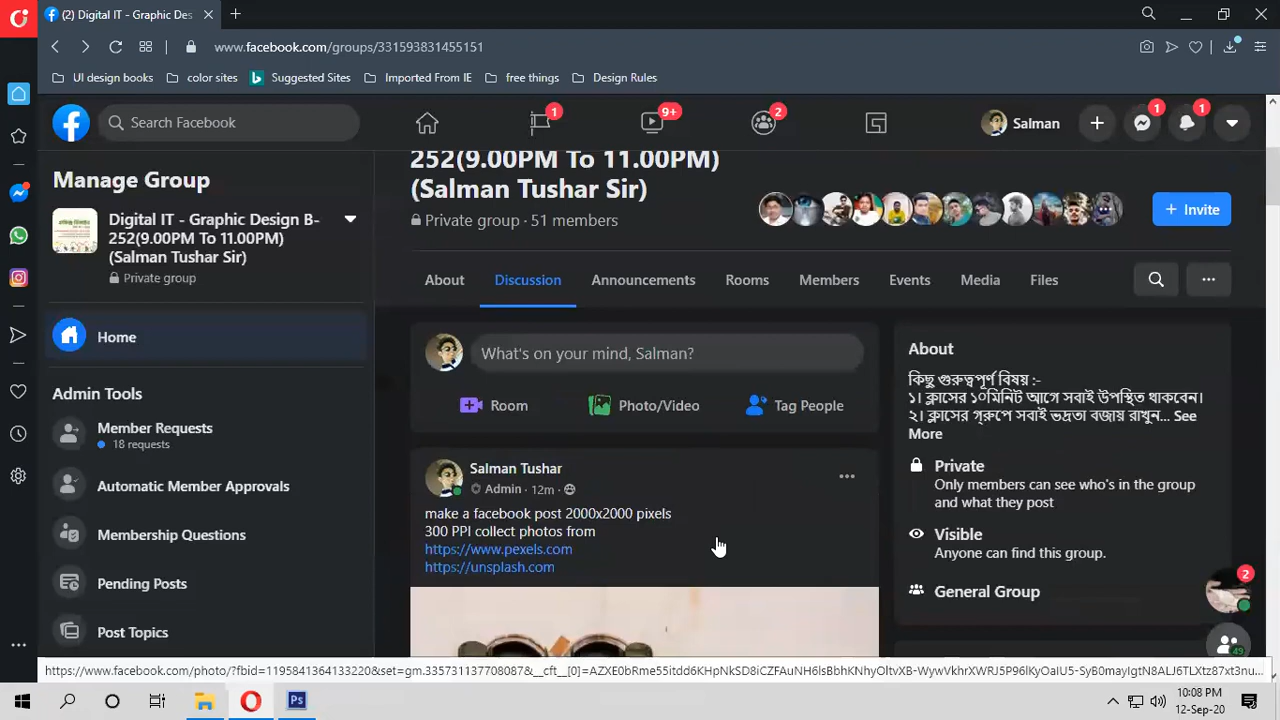 (2) Digital IT - Graphic Des
www.facebook.com/groups/331593831455151
UI design books
color sites
Suggested Sites
Imported From IE
free things
Design Rules
Search Facebook
1
9+
2
Salman
1
1
Manage Group
Digital IT - Graphic Design B-
252(9.00PM To 11.00PM)
(Salman Tushar Sir)
Private group
Home
Admin Tools
Member Requests
18 requests
Automatic Member Approvals
Membership Questions
Pending Posts
Post Topics
252(9.00PM To 11.00PM)
(Salman Tushar Sir)
Private group · 51 members
+ Invite
About
Discussion
Announcements
Rooms
Members
Events
Media
Files
What's on your mind, Salman?
Room
Photo/Video
Tag People
Salman Tushar
Admin · 12m ·
make a facebook post 2000x2000 pixels
300 PPI collect photos from
https://www.pexels.com
https://unsplash.com
About
কিছু গুরুত্বপূর্ণ বিষয় :-
১। ক্লাসের ১০মিনিট আগে সবাই উপস্থিত থাকবেন।
২। ক্লাসের গ্রুপে সবাই ভদ্রতা বজায় রাখুন... See
More
Private
Only members can see who's in the group
and what they post
Visible
Anyone can find this group.
General Group
2
49
Ps
10:08 PM
12-Sep-20